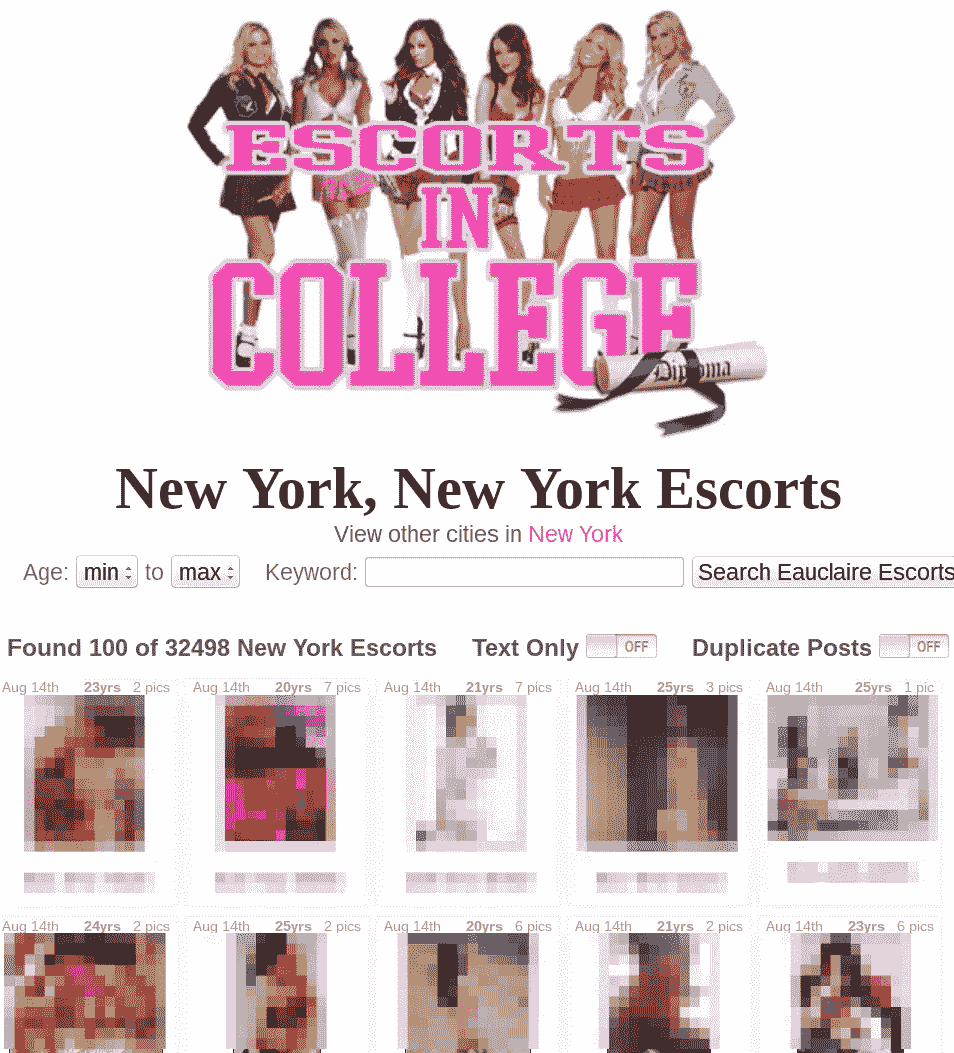 ESCORTS
IN
COLLEGE
Diploma
New York, New York Escorts
View other cities in New York
Age: min to max Keyword: Search Eauclaire Escorts
Found 100 of 32498 New York Escorts Text Only OFF Duplicate Posts OFF
Aug 14th 23yrs 2 pics Aug 14th 20yrs 7 pics Aug 14th 21yrs 7 pics Aug 14th 25yrs 3 pics Aug 14th 25yrs 1 pic
Aug 14th 24yrs 2 pics Aug 14th 25yrs 2 pics Aug 14th 20yrs 6 pics Aug 14th 21yrs 2 pics Aug 14th 23yrs 6 pics